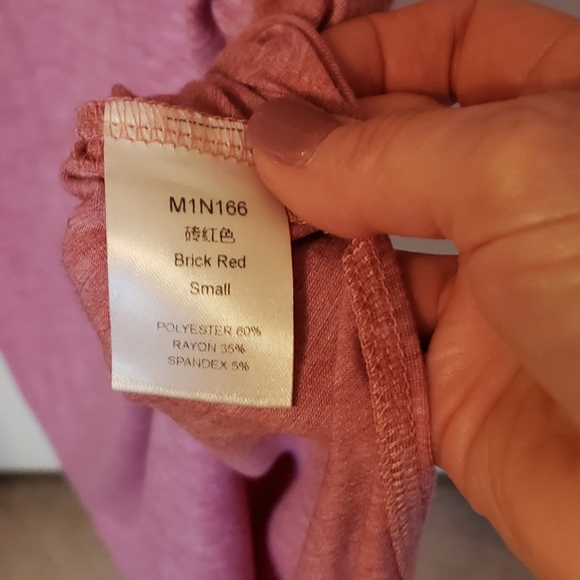 M1N166
砖红色
Brick Red
Small
POLYESTER 60%
RAYON 35%
SPANDEX 5%